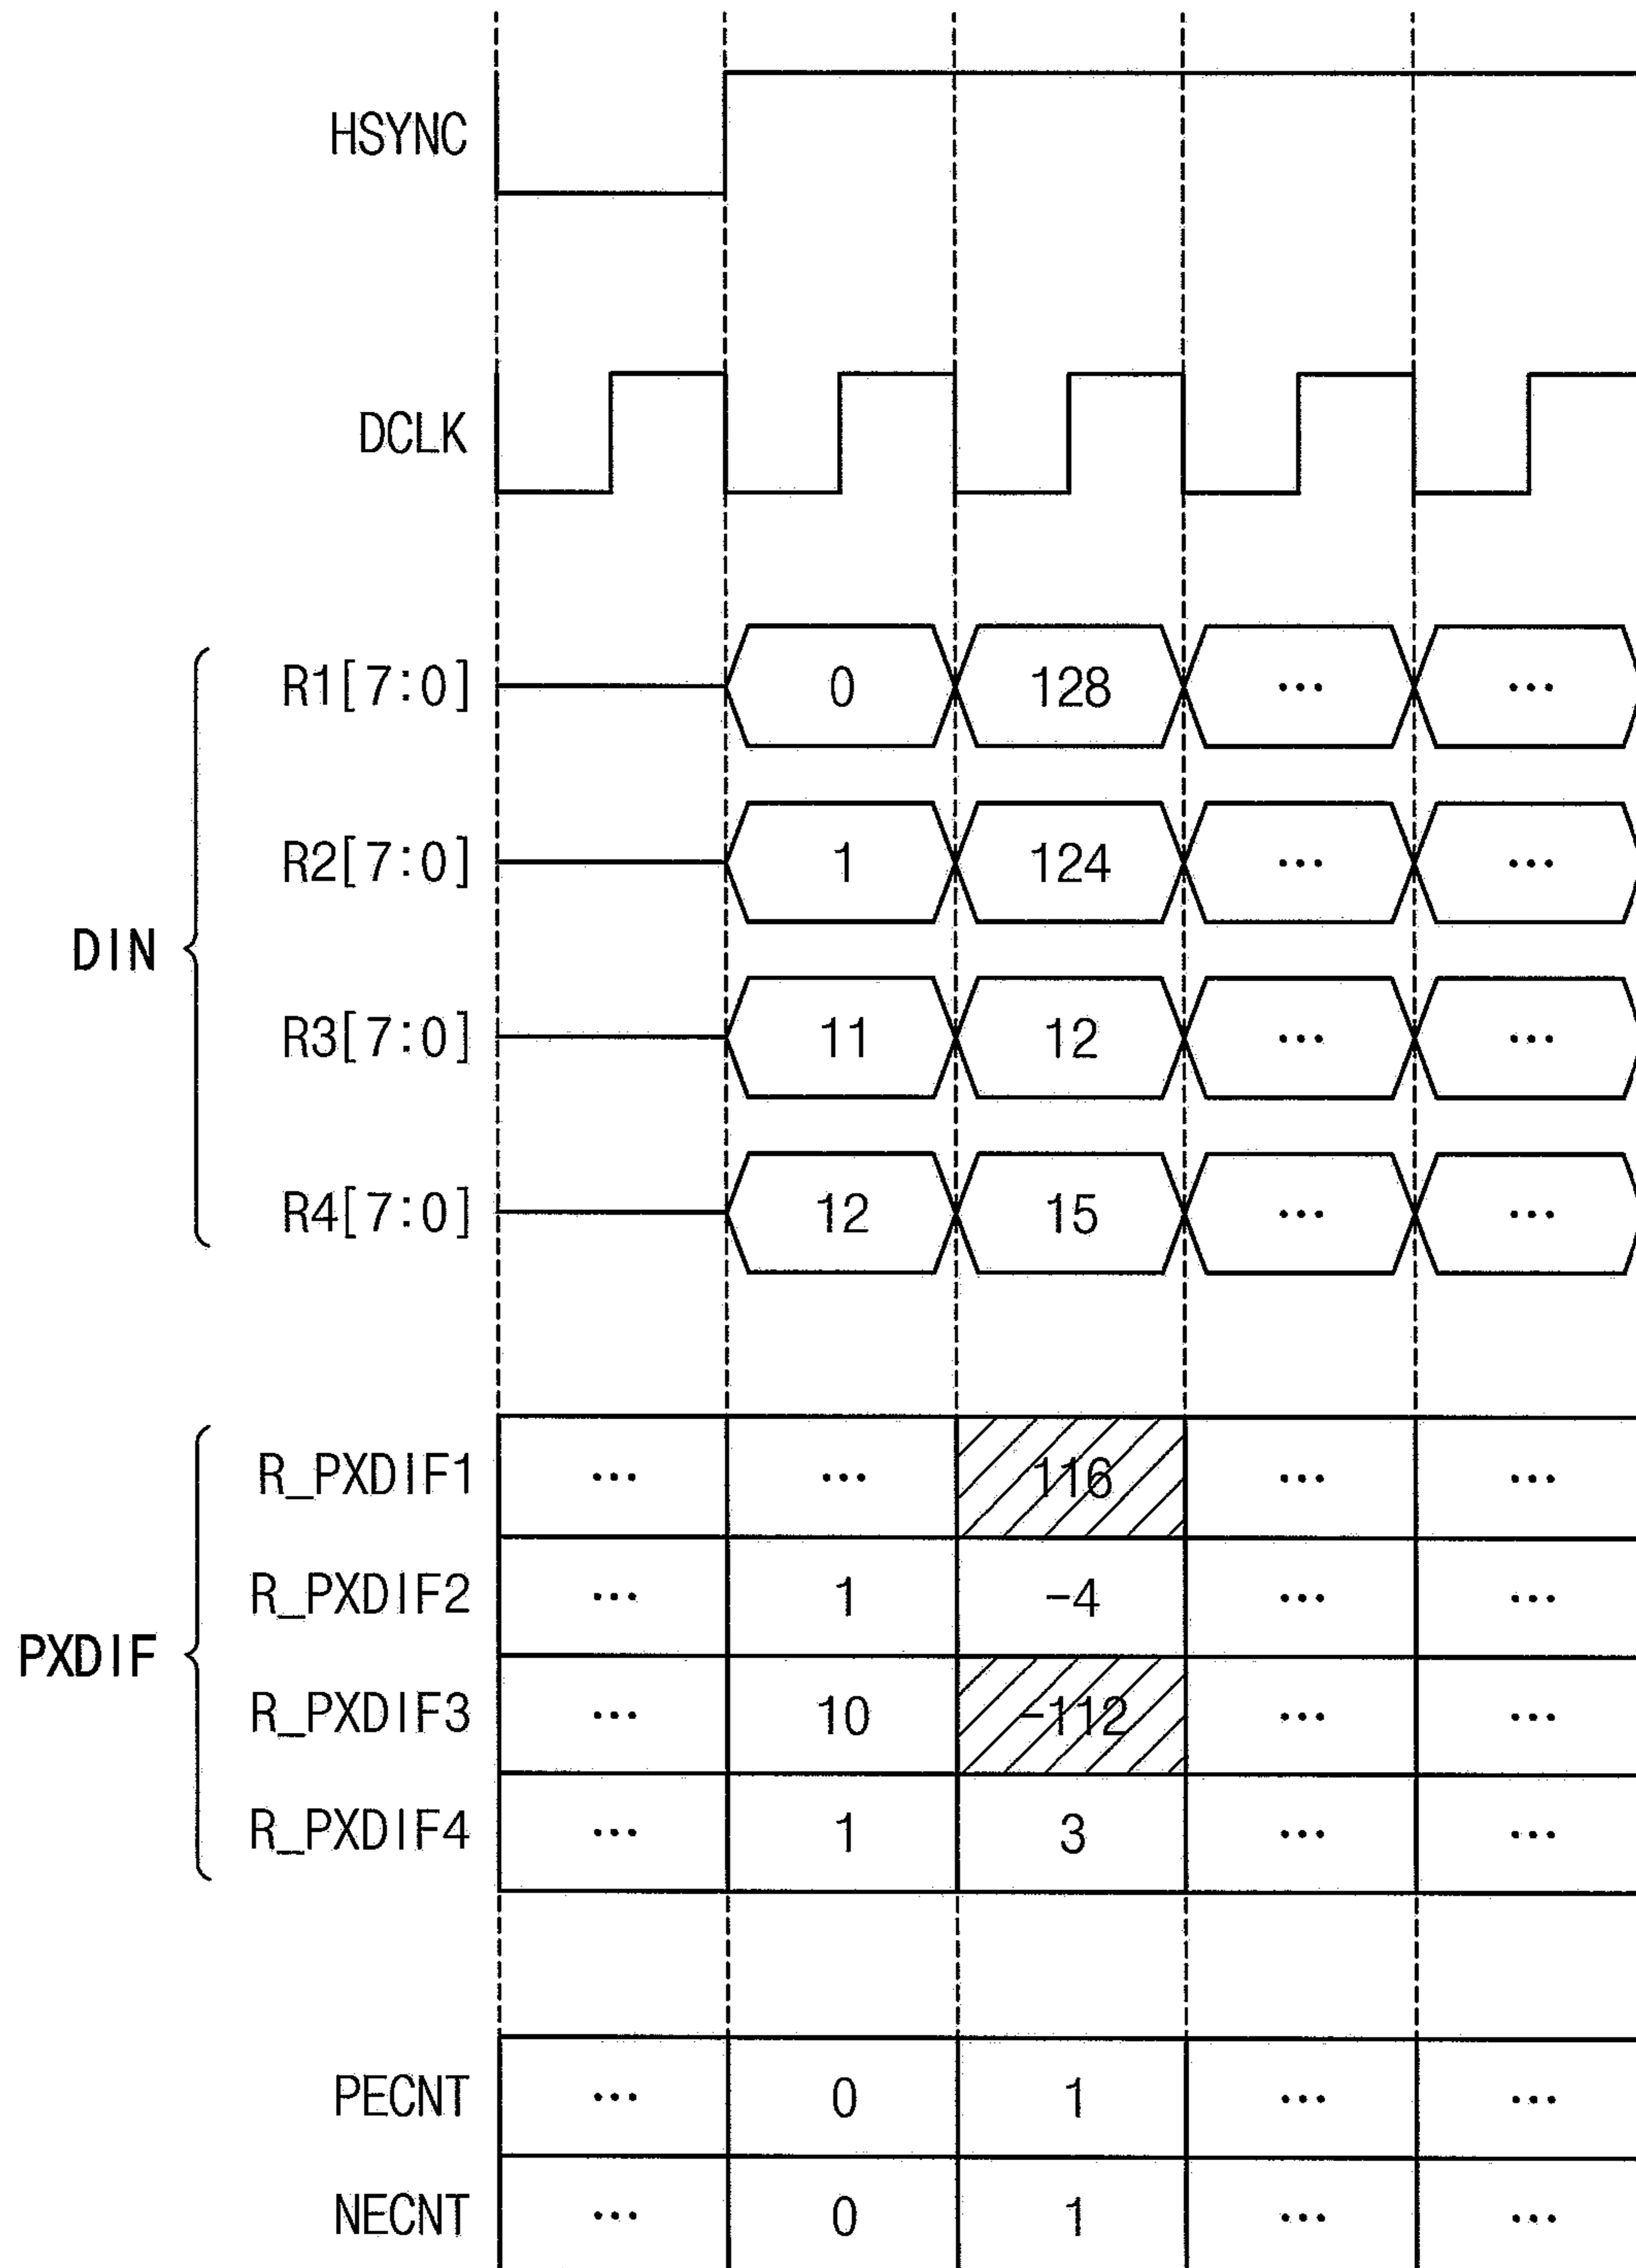 HSYNC
DCLK
DIN
R1[7:0] 0 128 ... ...
R2[7:0] 1 124 ... ...
R3[7:0] 11 12 ... ...
R4[7:0] 12 15 ... ...
PXDIF
R_PXDIF1 ... ... 116 ... ...
R_PXDIF2 ... 1 -4 ... ...
R_PXDIF3 ... 10 -112 ... ...
R_PXDIF4 ... 1 3 ... ...
PECNT ... 0 1 ... ...
NECNT ... 0 1 ... ...